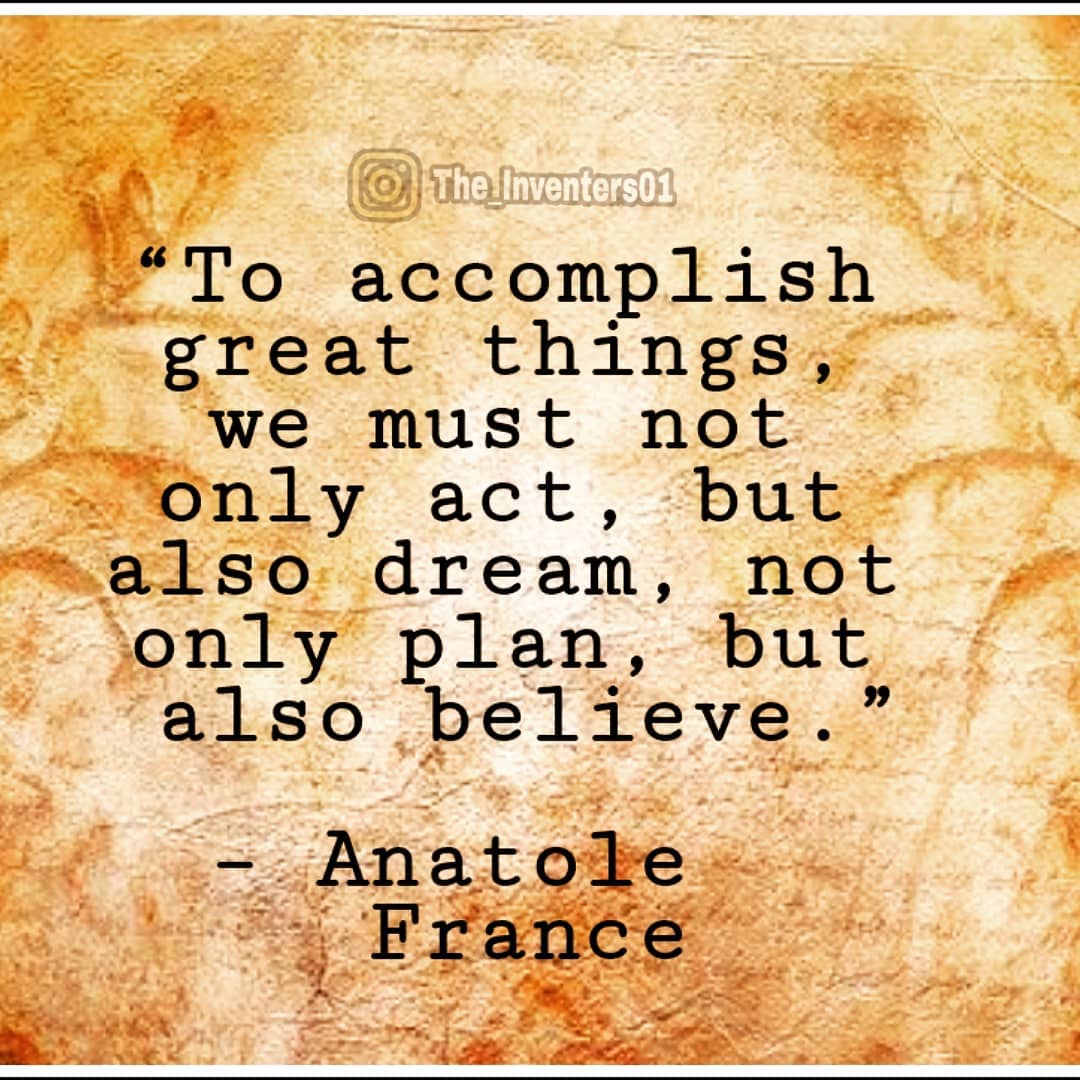 The_Inventers01
“To accomplish
great things,
we must not
only act, but
also dream, not
only plan, but
also believe.”
- Anatole
France